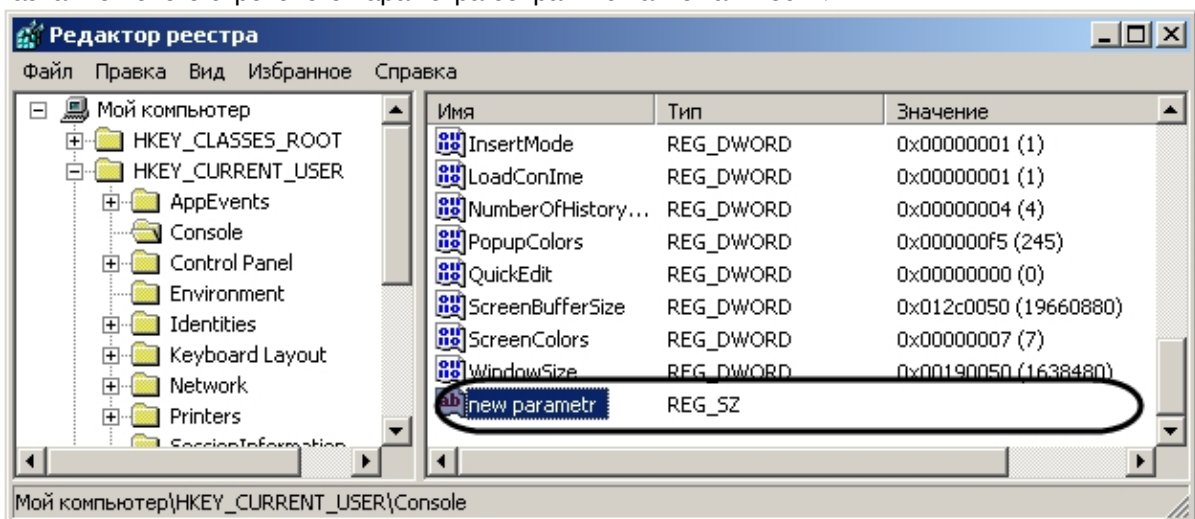 Редактор реестра
Файл Правка Вид Избранное Справка
Мой компьютер
HKEY_CLASSES_ROOT
HKEY_CURRENT_USER
AppEvents
Console
Control Panel
Environment
Identities
Keyboard Layout
Network
Printers
SessionInformation
Имя Тип Значение
InsertMode REG_DWORD 0x00000001 (1)
LoadConIme REG_DWORD 0x00000001 (1)
NumberOfHistory... REG_DWORD 0x00000004 (4)
PopupColors REG_DWORD 0x000000f5 (245)
QuickEdit REG_DWORD 0x00000000 (0)
ScreenBufferSize REG_DWORD 0x012c0050 (19660880)
ScreenColors REG_DWORD 0x00000007 (7)
WindowSize REG_DWORD 0x00190050 (1638480)
new parametr REG_SZ
Мой компьютер\HKEY_CURRENT_USER\Console